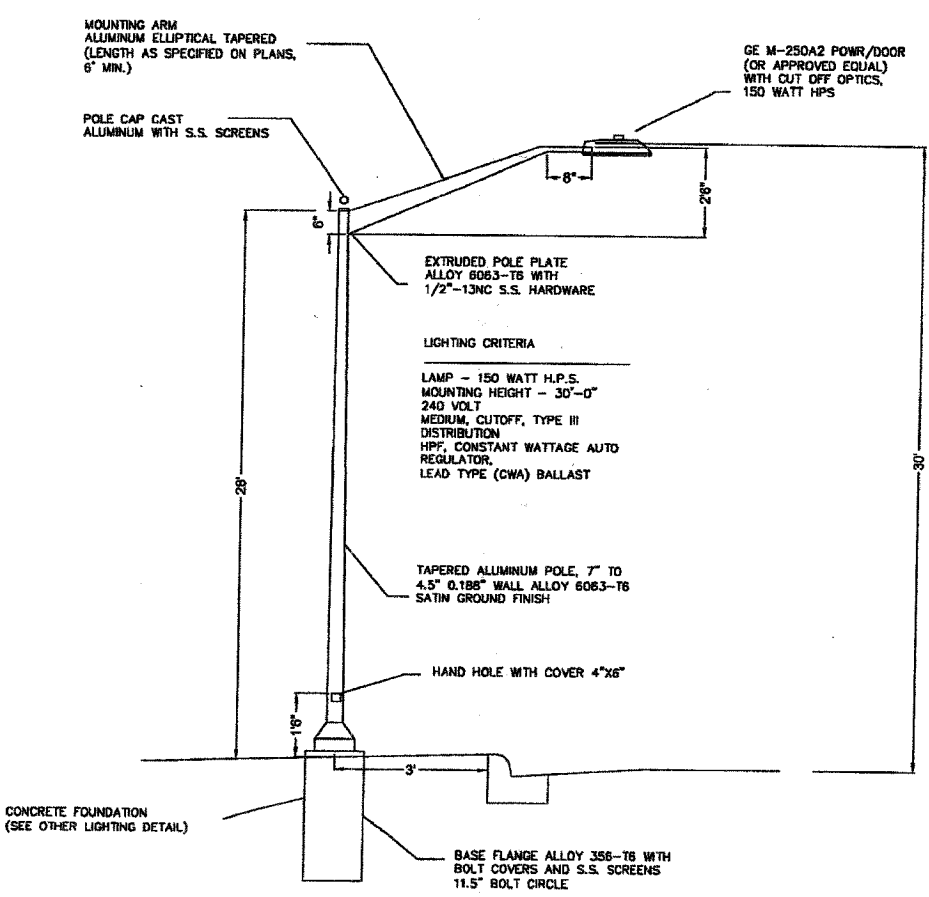 MOUNTING ARM
ALUMINUM ELLIPTICAL TAPERED
(LENGTH AS SPECIFIED ON PLANS,
6" MIN.)
GE M-250A2 POWR/DOOR
(OR APPROVED EQUAL)
WITH CUT OFF OPTICS,
150 WATT HPS
POLE CAP CAST
ALUMINUM WITH S.S. SCREENS
8"
2'6"
6"
EXTRUDED POLE PLATE
ALLOY 6063-T6 WITH
1/2"-13NC S.S. HARDWARE
LIGHTING CRITERIA
LAMP - 150 WATT H.P.S.
MOUNTING HEIGHT - 30'-0"
240 VOLT
MEDIUM, CUTOFF, TYPE III
DISTRIBUTION
HPF, CONSTANT WATTAGE AUTO
REGULATOR,
LEAD TYPE (CWA) BALLAST
28'
30'
TAPERED ALUMINUM POLE, 7" TO
4.5" 0.188" WALL ALLOY 6063-T6
SATIN GROUND FINISH
HAND HOLE WITH COVER 4"X6"
1'6"
3'
CONCRETE FOUNDATION
(SEE OTHER LIGHTING DETAIL)
BASE FLANGE ALLOY 356-T6 WITH
BOLT COVERS AND S.S. SCREENS
11.5" BOLT CIRCLE